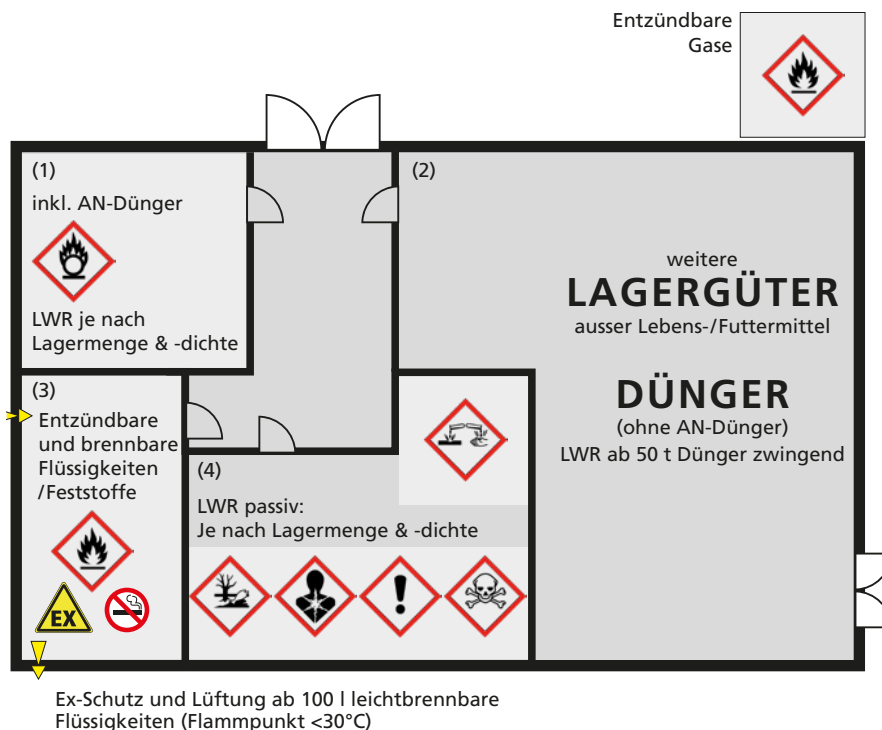 Entzündbare
Gase
(1)
inkl. AN-Dünger
LWR je nach
Lagermenge & -dichte
(2)
weitere
LAGERGÜTER
ausser Lebens-/Futtermittel
DÜNGER
(ohne AN-Dünger)
LWR ab 50 t Dünger zwingend
(3)
Entzündbare
und brennbare
Flüssigkeiten
/Feststoffe
EX
(4)
LWR passiv:
Je nach Lagermenge & -dichte
Ex-Schutz und Lüftung ab 100 l leichtbrennbare
Flüssigkeiten (Flammpunkt <30°C)